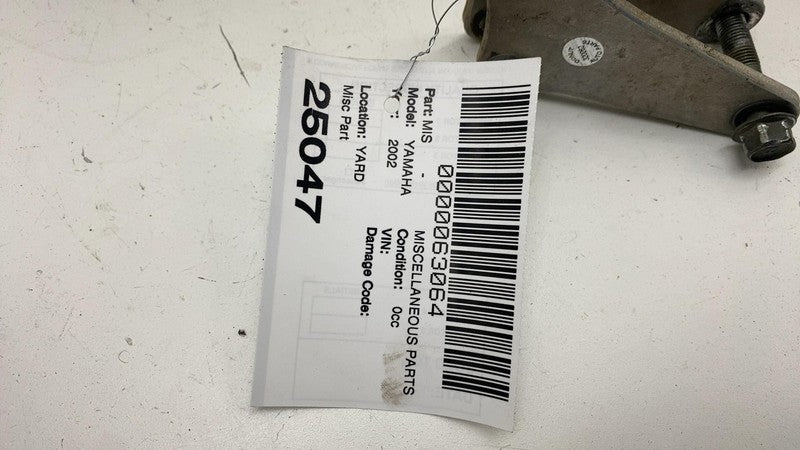 0000063064
Part: MIS - MISCELLANEOUS PARTS
Model: YAMAHA Condition: 0cc
2002 VIN:
Damage Code:
Location: YARD
Misc Part
25047